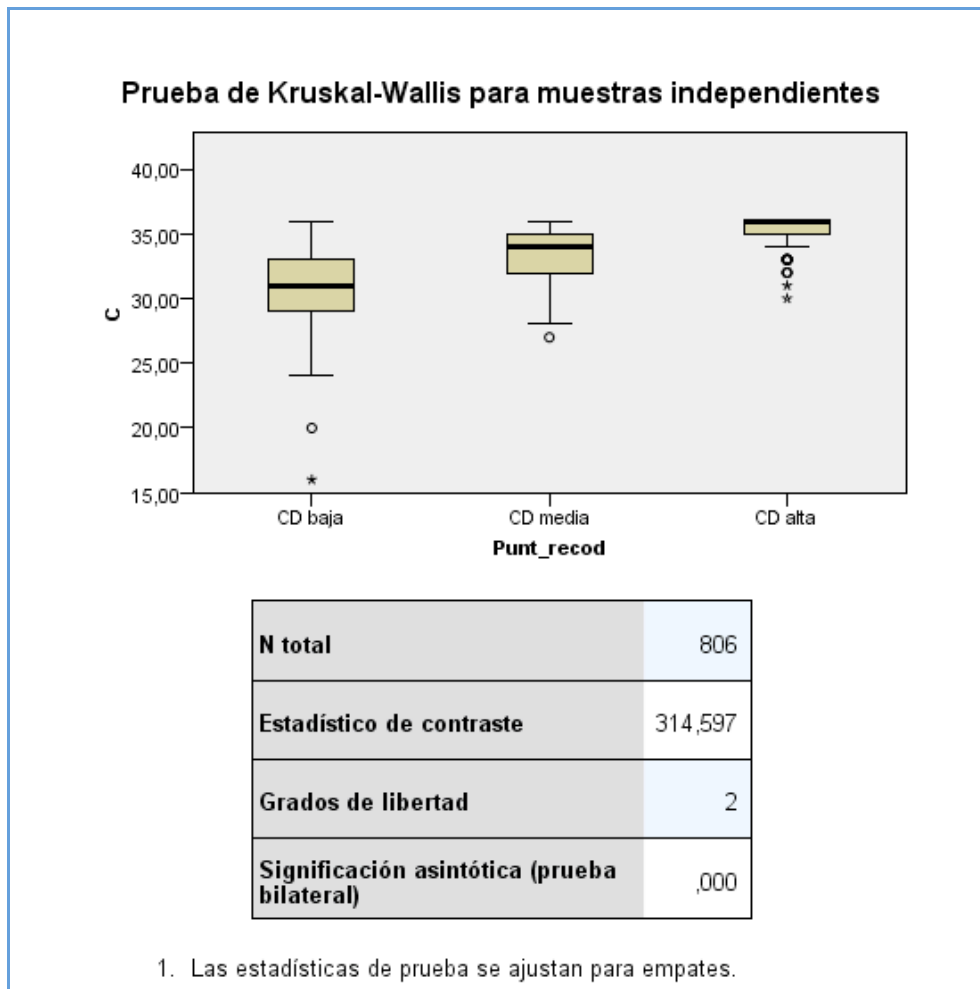 Prueba de Kruskal-Wallis para muestras independientes
40,00
35,00
30,00
25,00
20,00
15,00
C
CD baja
CD media
CD alta
Punt_recod
N total 806
Estadístico de contraste 314,597
Grados de libertad 2
Significación asintótica (prueba
bilateral) ,000
1. Las estadísticas de prueba se ajustan para empates.